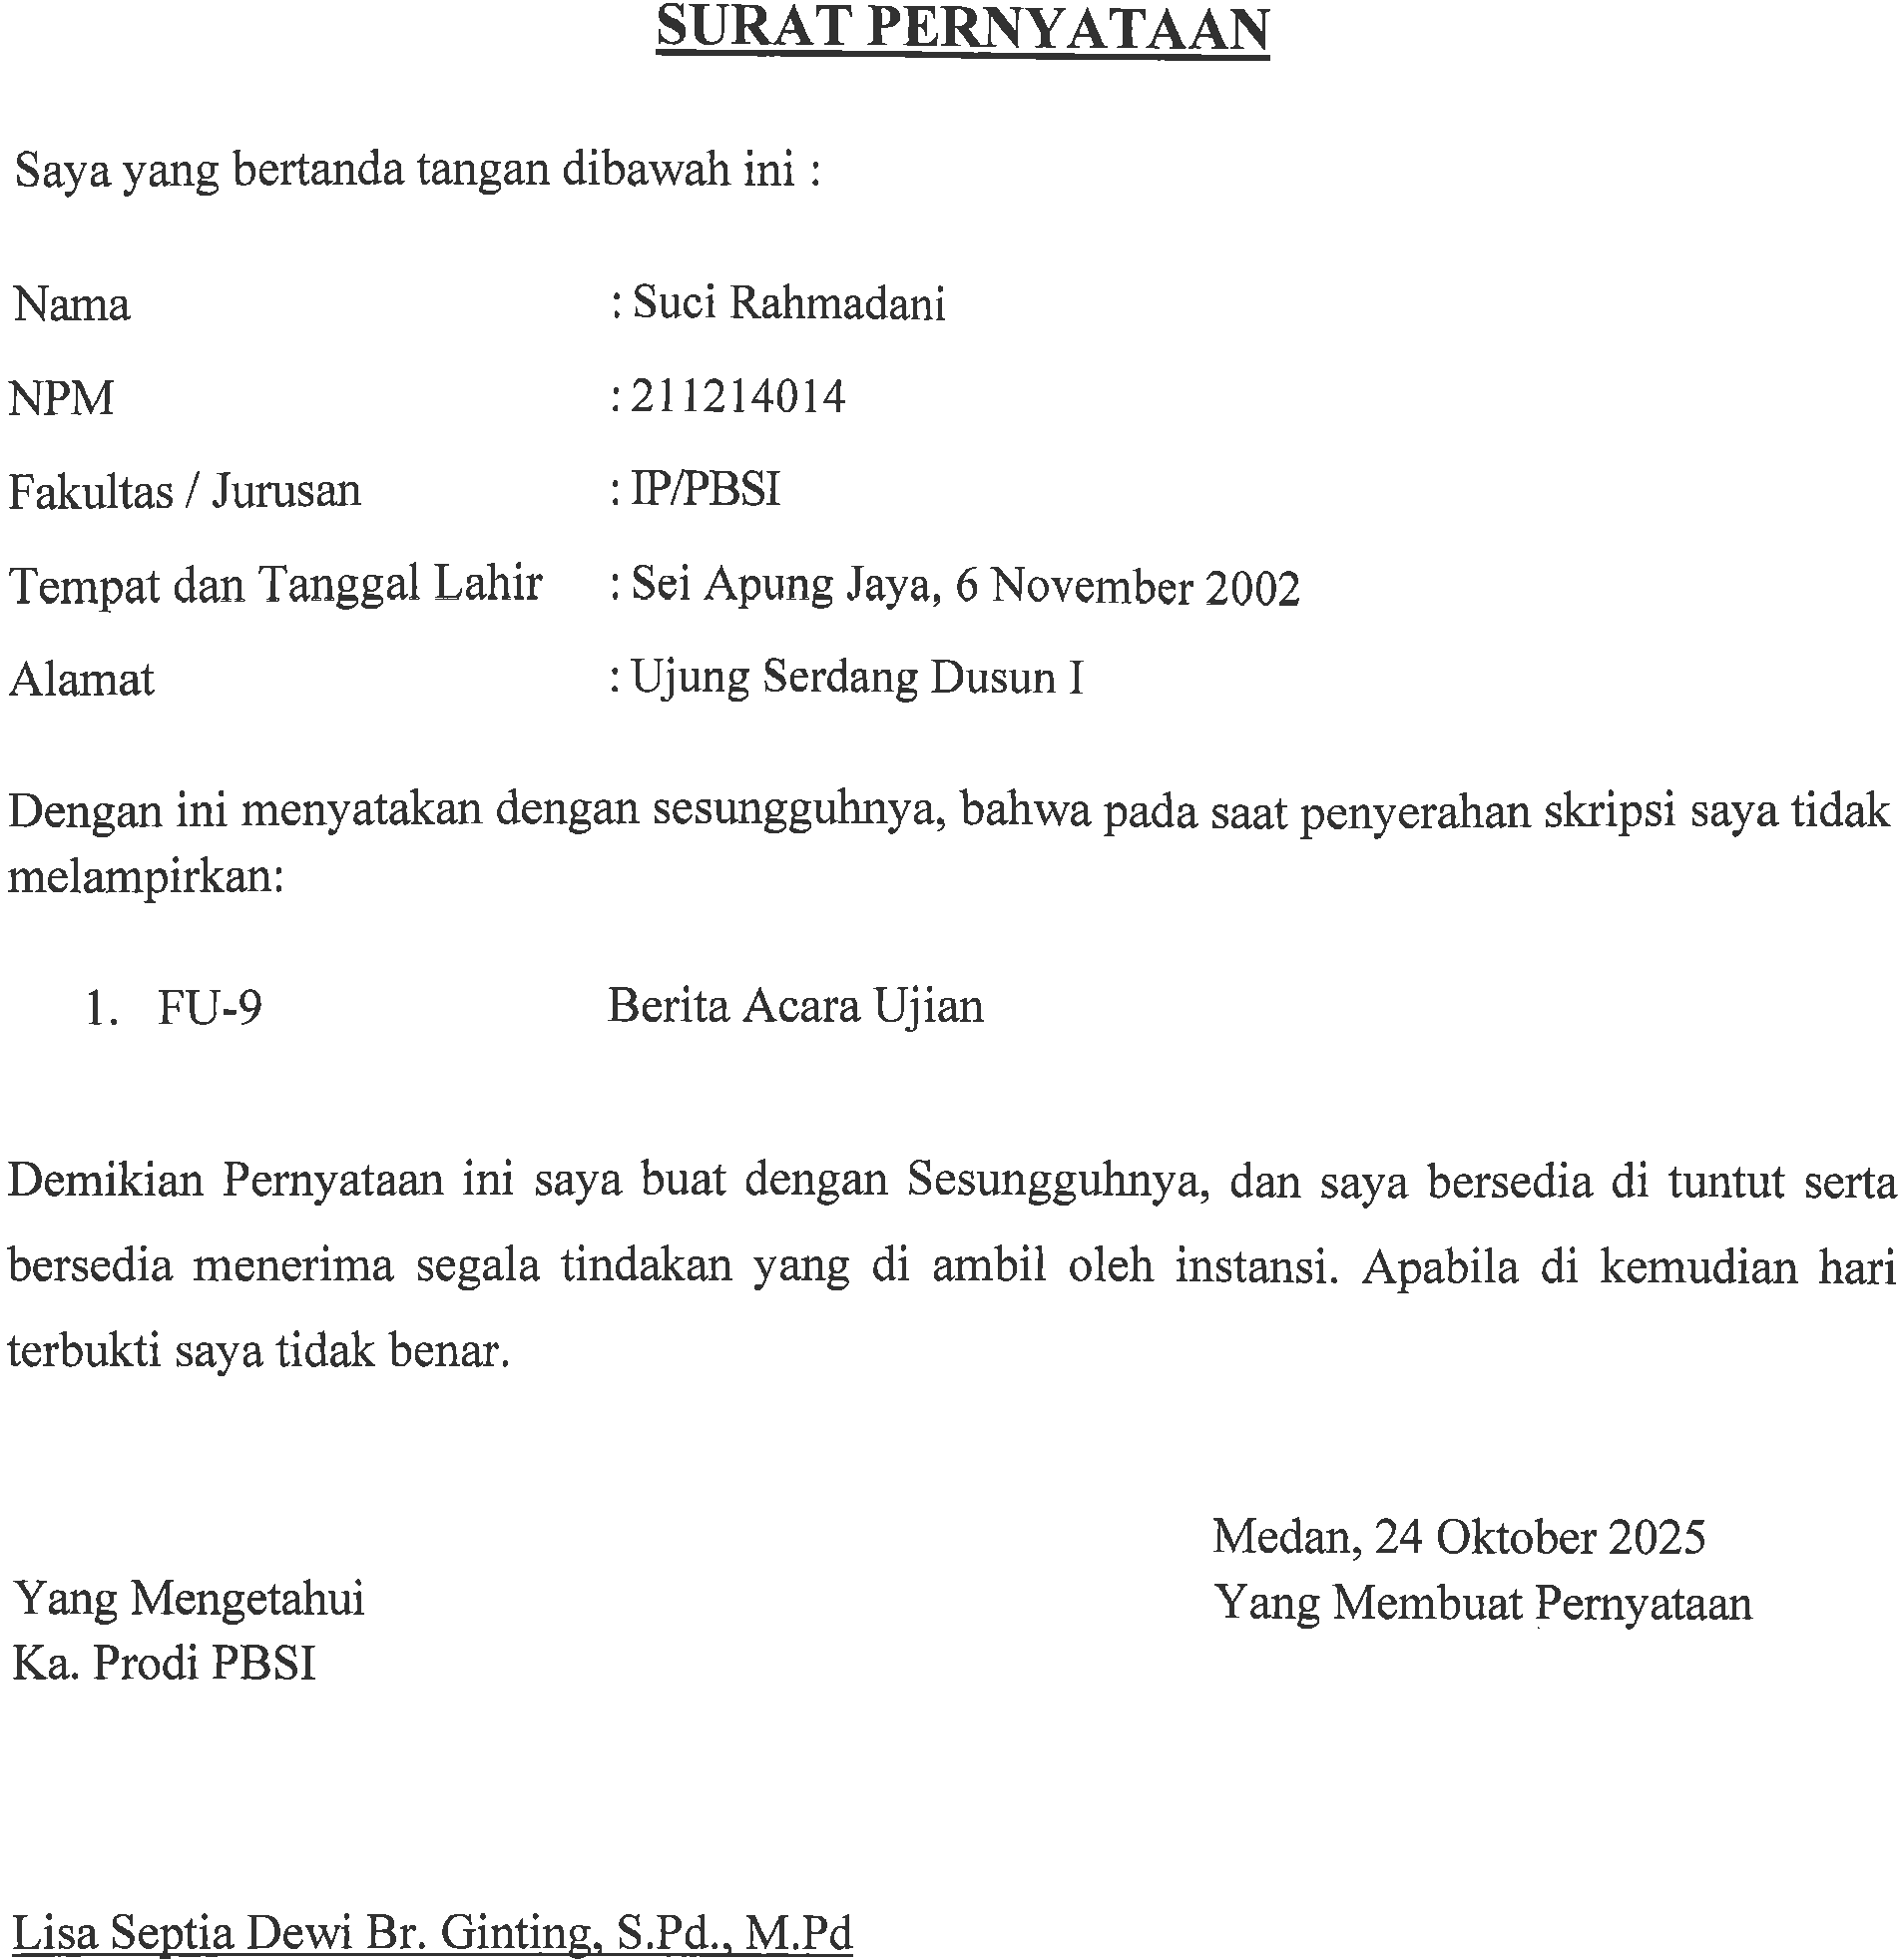 SURAT PERNYATAAN
Saya yang bertanda tangan dibawah ini :
Nama : Suci Rahmadani
NPM : 211214014
Fakultas / Jurusan : IP/PBSI
Tempat dan Tanggal Lahir : Sei Apung Jaya, 6 November 2002
Alamat : Ujung Serdang Dusun I
Dengan ini menyatakan dengan sesungguhnya, bahwa pada saat penyerahan skripsi saya tidak
melampirkan:
1. FU-9 Berita Acara Ujian
Demikian Pernyataan ini saya buat dengan Sesungguhnya, dan saya bersedia di tuntut serta
bersedia menerima segala tindakan yang di ambil oleh instansi. Apabila di kemudian hari
terbukti saya tidak benar.
Medan, 24 Oktober 2025
Yang Mengetahui Yang Membuat Pernyataan
Ka. Prodi PBSI
Lisa Septia Dewi Br. Ginting, S.Pd., M.Pd